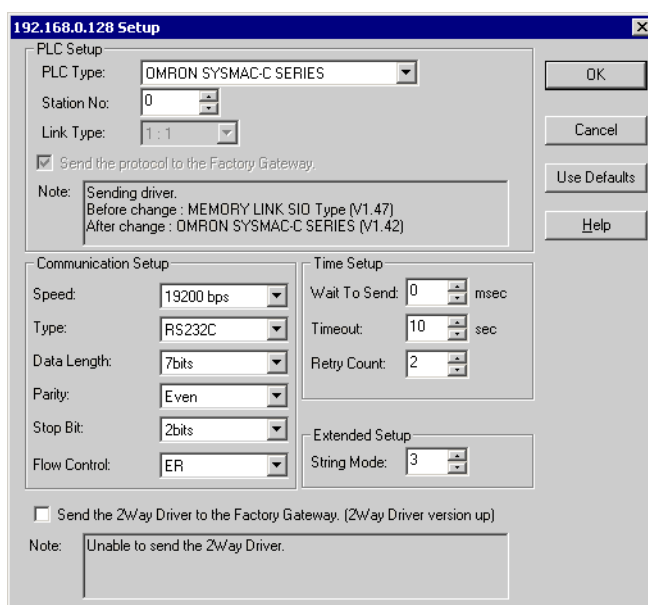 192.168.0.128 Setup
PLC Setup
PLC Type: OMRON SYSMAC-C SERIES
OK
Station No: 0
Link Type: 1 : 1
Cancel
Send the protocol to the Factory Gateway.
Use Defaults
Note: Sending driver.
Before change : MEMORY LINK SIO Type (V1.47)
After change : OMRON SYSMAC-C SERIES (V1.42)
Help
Communication Setup
Speed: 19200 bps
Type: RS232C
Data Length: 7bits
Parity: Even
Stop Bit: 2bits
Flow Control: ER
Time Setup
Wait To Send: 0 msec
Timeout: 10 sec
Retry Count: 2
Extended Setup
String Mode: 3
Send the 2Way Driver to the Factory Gateway. (2Way Driver version up)
Note: Unable to send the 2Way Driver.